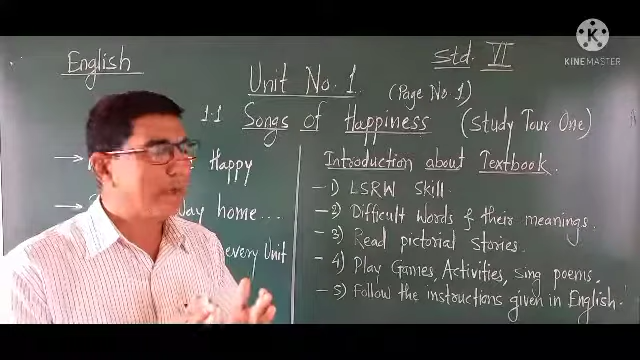 English
Std. VI
KINEMASTER
Unit No. 1
(Page No. 1)
1.1 Songs of Happiness (Study Tour One)
→ Happy
→ way home...
every Unit
Introduction about Textbook.
– 1) LSRW Skill.
– 2) Difficult Words & their meanings.
– 3) Read pictorial stories.
– 4) Play Games, Activities, sing poems.
– 5) Follow the instructions given in English.